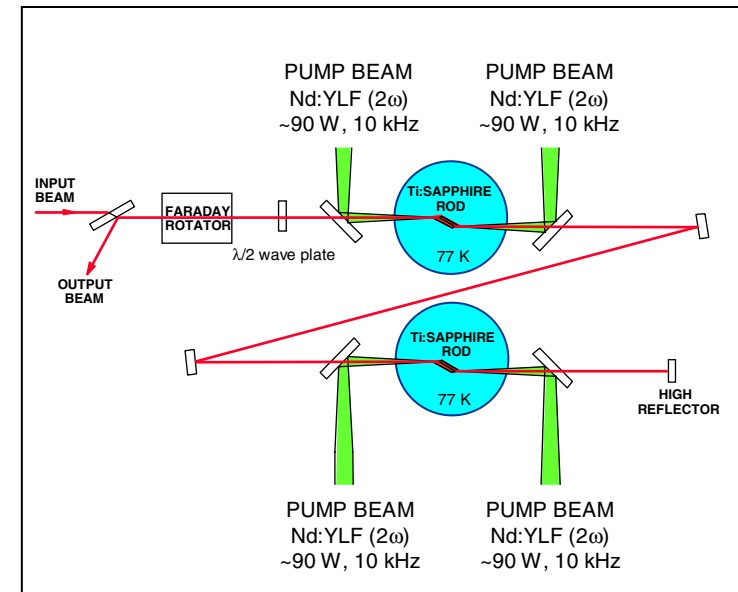 PUMP BEAM
Nd:YLF (2ω)
~90 W, 10 kHz
PUMP BEAM
Nd:YLF (2ω)
~90 W, 10 kHz
INPUT
BEAM
FARADAY
ROTATOR
λ/2 wave plate
OUTPUT
BEAM
Ti:SAPPHIRE
ROD
77 K
Ti:SAPPHIRE
ROD
77 K
HIGH
REFLECTOR
PUMP BEAM
Nd:YLF (2ω)
~90 W, 10 kHz
PUMP BEAM
Nd:YLF (2ω)
~90 W, 10 kHz